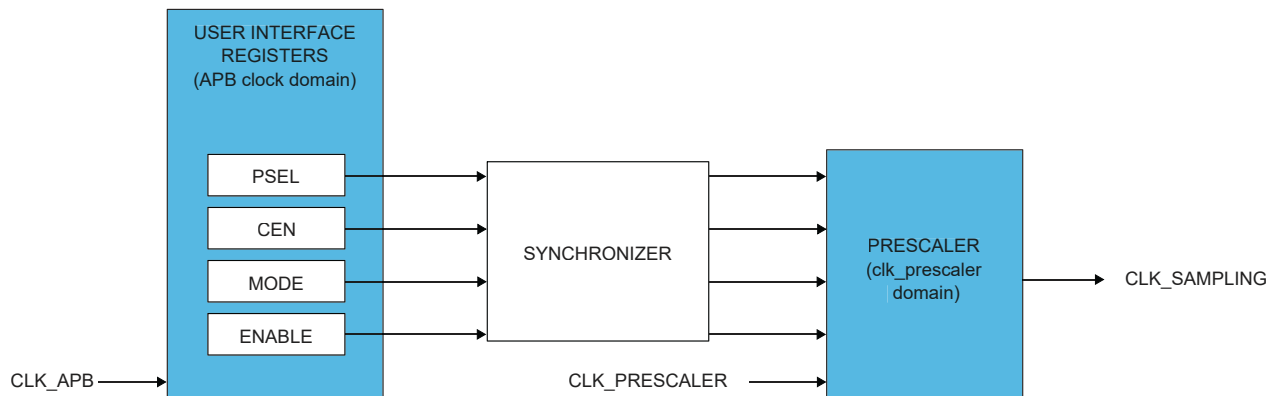 USER INTERFACE
REGISTERS
(APB clock domain)
PSEL
CEN
MODE
ENABLE
CLK_APB
SYNCHRONIZER
CLK_PRESCALER
PRESCALER
(clk_prescaler
domain)
CLK_SAMPLING